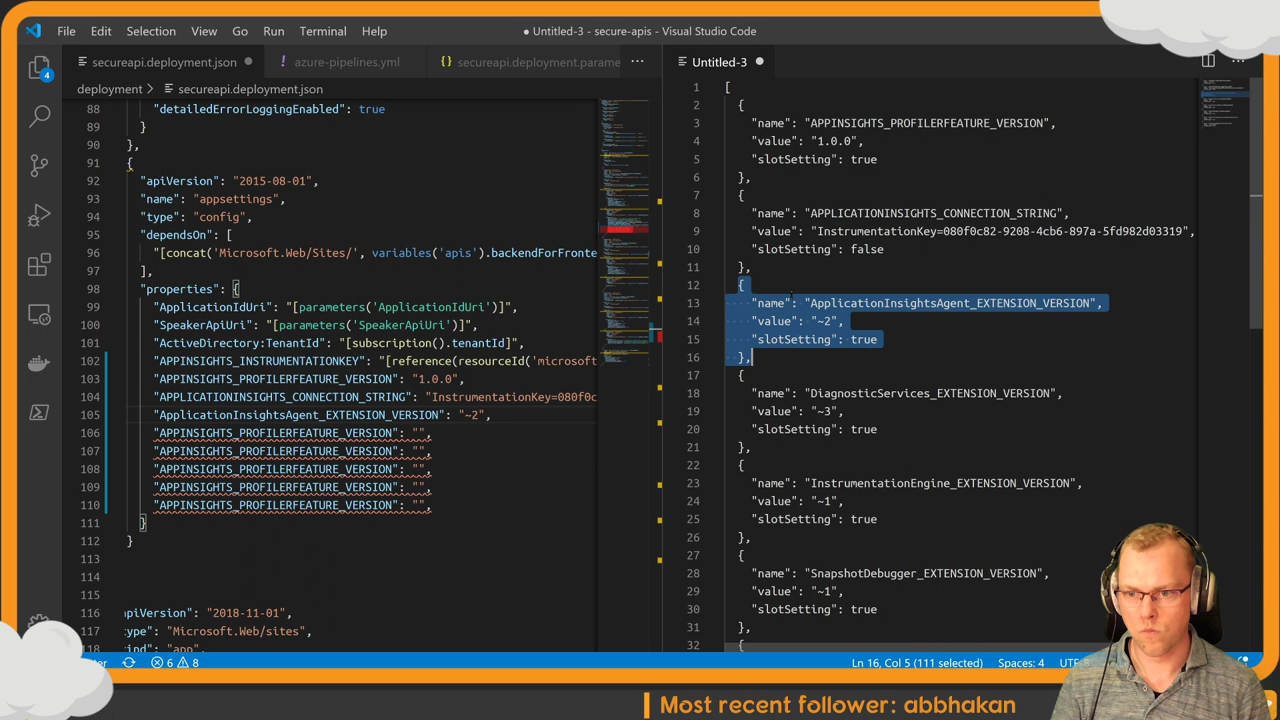 File Edit Selection View Go Run Terminal Help
● Untitled-3 - secure-apis - Visual Studio Code
secureapi.deployment.json ●
! azure-pipelines.yml
{} secureapi.deployment.parame
···
Untitled-3 ●
4
deployment > secureapi.deployment.json
88 "detailedErrorLoggingEnabled": true
89 }
90 },
91 {
92 "apiVersion": "2015-08-01",
93 "name": "appsettings",
94 "type": "config",
95 "dependsOn": [
96 "[concat('Microsoft.Web/Sites/', variables('apis').backendForFronte
97 ],
98 "properties": {
99 "ApplicationIdUri": "[parameters('ApplicationIdUri')]",
100 "SpeakerApiUri": "[parameters('SpeakerApiUri')]",
101 "ActiveDirectory:TenantId": "[subscription().tenantId]",
102 "APPINSIGHTS_INSTRUMENTATIONKEY": "[reference(resourceId('microsoft
103 "APPINSIGHTS_PROFILERFEATURE_VERSION": "1.0.0",
104 "APPLICATIONINSIGHTS_CONNECTION_STRING": "InstrumentationKey=080f0c
105 "ApplicationInsightsAgent_EXTENSION_VERSION": "~2",
106 "APPINSIGHTS_PROFILERFEATURE_VERSION": "",
107 "APPINSIGHTS_PROFILERFEATURE_VERSION": "",
108 "APPINSIGHTS_PROFILERFEATURE_VERSION": "",
109 "APPINSIGHTS_PROFILERFEATURE_VERSION": "",
110 "APPINSIGHTS_PROFILERFEATURE_VERSION": "",
111 }
112 }
113
114
115
116 apiVersion": "2018-11-01",
117 type": "Microsoft.Web/sites",
118 kind": "app",
1 [
2 {
3 "name": "APPINSIGHTS_PROFILERFEATURE_VERSION",
4 "value": "1.0.0",
5 "slotSetting": true
6 },
7 {
8 "name": "APPLICATIONINSIGHTS_CONNECTION_STRING",
9 "value": "InstrumentationKey=080f0c82-9208-4cb6-897a-5fd982d03319",
10 "slotSetting": false
11 },
12 {
13 "name": "ApplicationInsightsAgent_EXTENSION_VERSION",
14 "value": "~2",
15 "slotSetting": true
16 },
17 {
18 "name": "DiagnosticServices_EXTENSION_VERSION",
19 "value": "~3",
20 "slotSetting": true
21 },
22 {
23 "name": "InstrumentationEngine_EXTENSION_VERSION",
24 "value": "~1",
25 "slotSetting": true
26 },
27 {
28 "name": "SnapshotDebugger_EXTENSION_VERSION",
29 "value": "~1",
30 "slotSetting": true
31 },
32 {
6 8
Ln 16, Col 5 (111 selected) Spaces: 4
Most recent follower: abbhakan